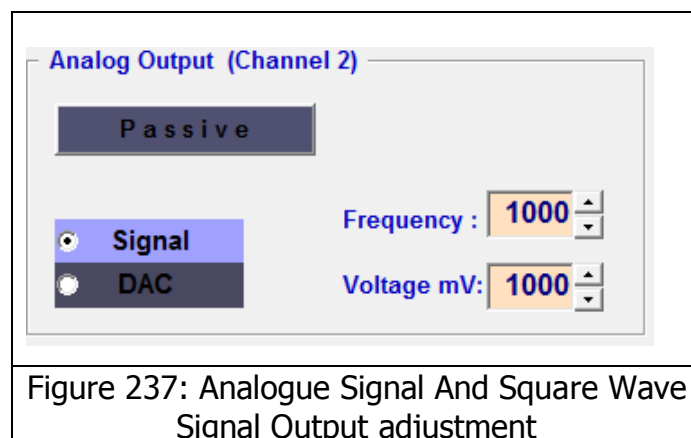 Analog Output (Channel 2)
Passive
Signal
Frequency : 1000
DAC
Voltage mV: 1000
Figure 237: Analogue Signal And Square Wave
Signal Output adjustment